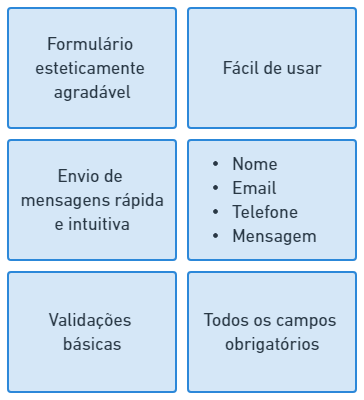 Formulário
esteticamente
agradável
Fácil de usar
Envio de
mensagens rápida
e intuitiva
• Nome
• Email
• Telefone
• Mensagem
Validações
básicas
Todos os campos
obrigatórios